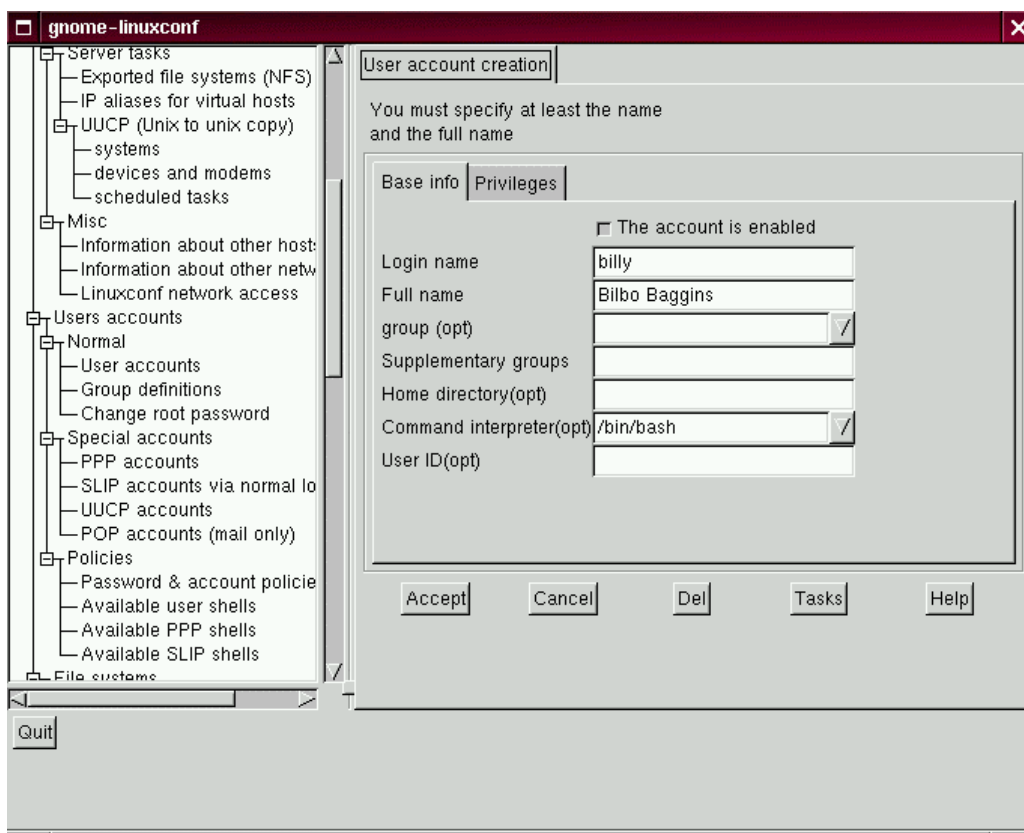 gnome-linuxconf
Server tasks
Exported file systems (NFS)
IP aliases for virtual hosts
UUCP (Unix to unix copy)
systems
devices and modems
scheduled tasks
Misc
Information about other hosts
Information about other netw
Linuxconf network access
Users accounts
Normal
User accounts
Group definitions
Change root password
Special accounts
PPP accounts
SLIP accounts via normal lo
UUCP accounts
POP accounts (mail only)
Policies
Password & account policie
Available user shells
Available PPP shells
Available SLIP shells
File systems
Quit
User account creation
You must specify at least the name
and the full name
Base info Privileges
The account is enabled
Login name billy
Full name Bilbo Baggins
group (opt)
Supplementary groups
Home directory(opt)
Command interpreter(opt) /bin/bash
User ID(opt)
Accept Cancel Del Tasks Help